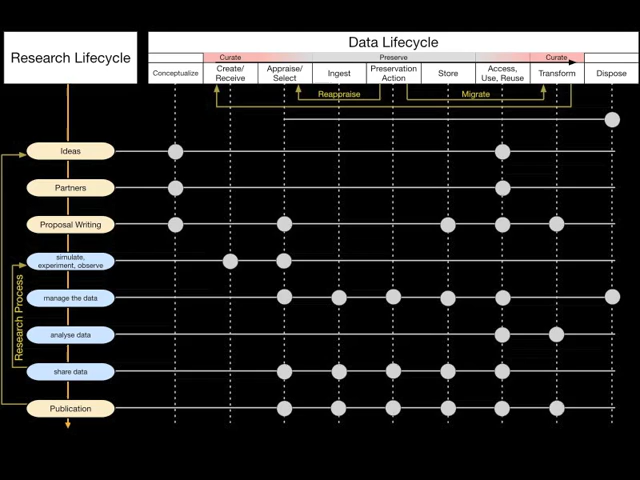 Research Lifecycle
Data Lifecycle
Curate
Preserve
Curate
Conceptualize
Create/
Receive
Appraise/
Select
Ingest
Preservation
Action
Store
Access,
Use, Reuse
Transform
Dispose
Reappraise
Migrate
Ideas
Partners
Proposal Writing
simulate,
experiment, observe
manage the data
analyse data
share data
Publication
Research Process